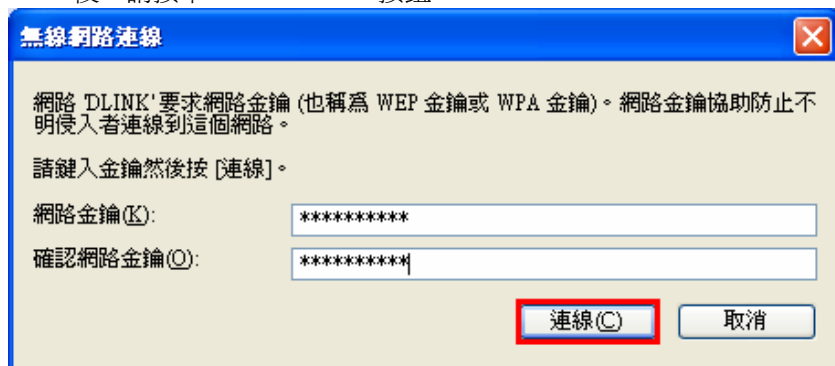 無線網路連線
網路 'DLINK' 要求網路金鑰 (也稱為 WEP 金鑰或 WPA 金鑰)。網路金鑰協助防止不
明侵入者連線到這個網路。
請鍵入金鑰然後按 [連線]。
網路金鑰(K): **********
確認網路金鑰(O): **********
連線(C) 取消